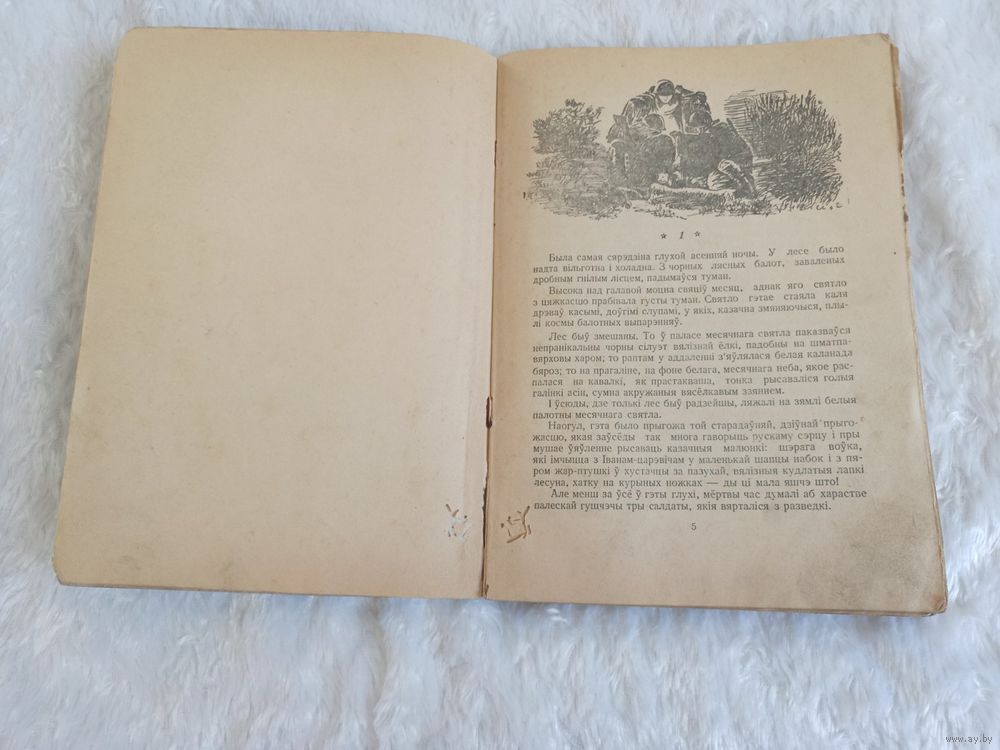 * 1 *
Была самая сярэдзіна глухой асенняй ночы. У лесе было
надта вільготна і холадна. З чорных лясных балот, заваленых
дробным гнілым лісцем, падымаўся туман.
Высока над галавой моцна свяціў месяц, аднак яго святло
з цяжкасцю прабівала густы туман. Святло гэтае стаяла каля
дрэваў касымі, доўгімі слупамі, у якіх, казачна змяняючыся, плы-
лі космы балотных выпарэнняў.
Лес быў змешаны. То ў паласе месячнага святла паказваўся
непранікальны чорны сілуэт вялізнай ёлкі, падобны на шматпа-
вярховы харом; то раптам у аддаленні з'яўлялася белая каланада
бяроз; то на прагаліне, на фоне белага, месячнага неба, якое рас-
палася на кавалкі, як прастакваша, тонка рысаваліся голыя
галінкі асін, сумна акружаныя вясёлкавым ззяннем.
І ўсюды, дзе толькі лес быў радзейшы, ляжалі на зямлі белыя
палотны месячнага святла.
Наогул, гэта было прыгожа той старадаўняй, дзіўнай прыго-
жасцю, якая заўсёды так многа гаворыць рускаму сэрцу і пры
мушае ўяўленне рысаваць казачныя малюнкі: шэрага воўка,
які імчыцца з Іванам-царэвічам у маленькай шапцы набок і з пя-
ром жар-птушкі ў хустачцы за пазухай, вялізныя кудлатыя лапкі
лесуна, хатку на курыных ножках — ды ці мала яшчэ што!
Але менш за ўсё ў гэты глухі, мёртвы час думалі аб харастве
палескай гушчэчы тры салдаты, якія вярталіся з разведкі.
5
www.ay.by